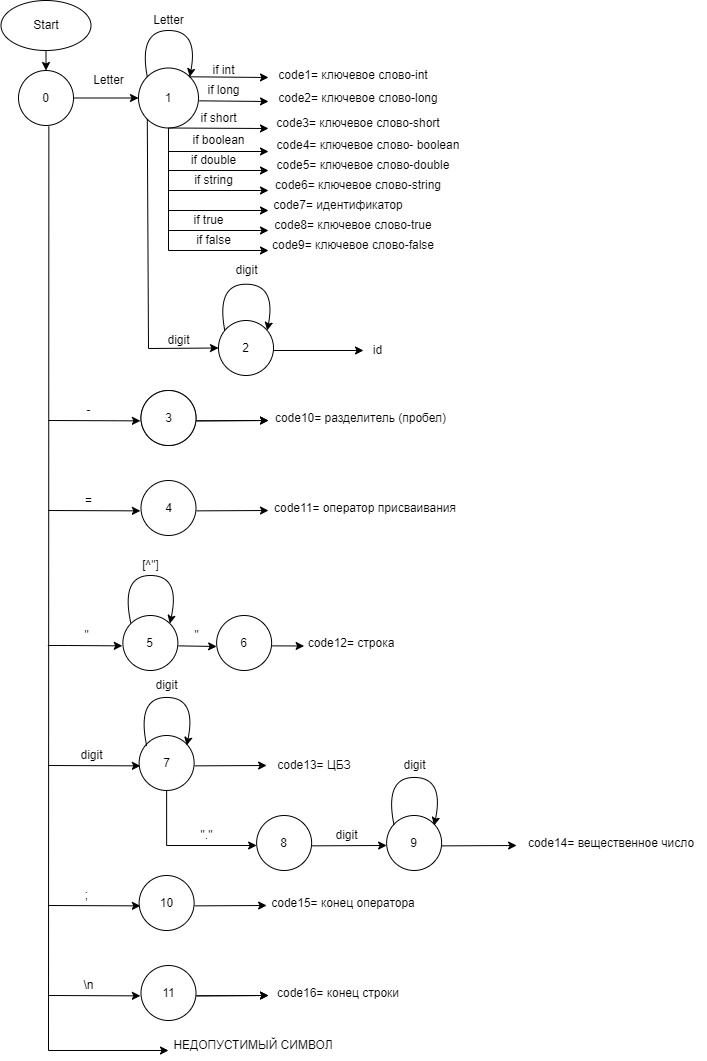 Start
Letter
0
Letter
1
if int
code1= ключевое слово-int
if long
code2= ключевое слово-long
if short
code3= ключевое слово-short
if boolean
code4= ключевое слово- boolean
if double
code5= ключевое слово-double
if string
code6= ключевое слово-string
code7= идентификатор
if true
code8= ключевое слово-true
if false
code9= ключевое слово-false
digit
digit
2
id
-
3
code10= разделитель (пробел)
=
4
code11= оператор присваивания
[^"]
"
5
"
6
code12= строка
digit
digit
7
code13= ЦБЗ
digit
"."
8
digit
9
code14= вещественное число
;
10
code15= конец оператора
\n
11
code16= конец строки
НЕДОПУСТИМЫЙ СИМВОЛ